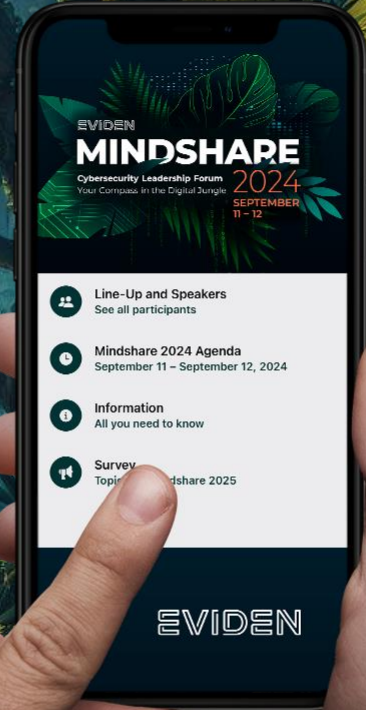 EVIDEN
MINDSHARE
Cybersecurity Leadership Forum
Your Compass in the Digital Jungle
2024
SEPTEMBER
11 – 12
Line-Up and Speakers
See all participants
Mindshare 2024 Agenda
September 11 – September 12, 2024
Information
All you need to know
Survey
2025
EVIDEN